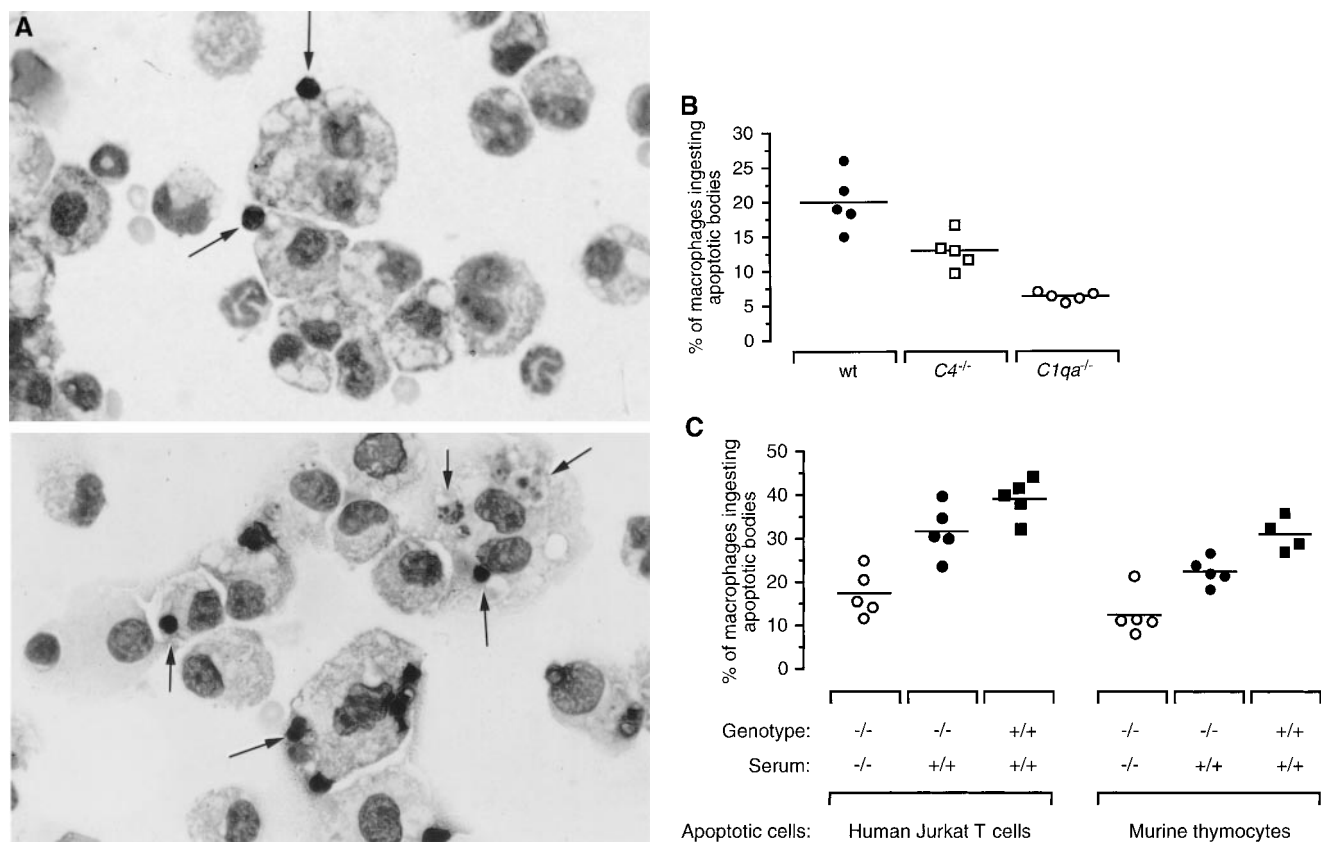 A
B
% of macrophages ingesting
apoptotic bodies
30
25
20
15
10
5
0
wt
C4-/-
C1qa-/-
C
% of macrophages ingesting
apoptotic bodies
50
40
30
20
10
0
Genotype: -/- -/- +/+ -/- -/- +/+
Serum: -/- +/+ +/+ -/- +/+ +/+
Apoptotic cells: Human Jurkat T cells Murine thymocytes